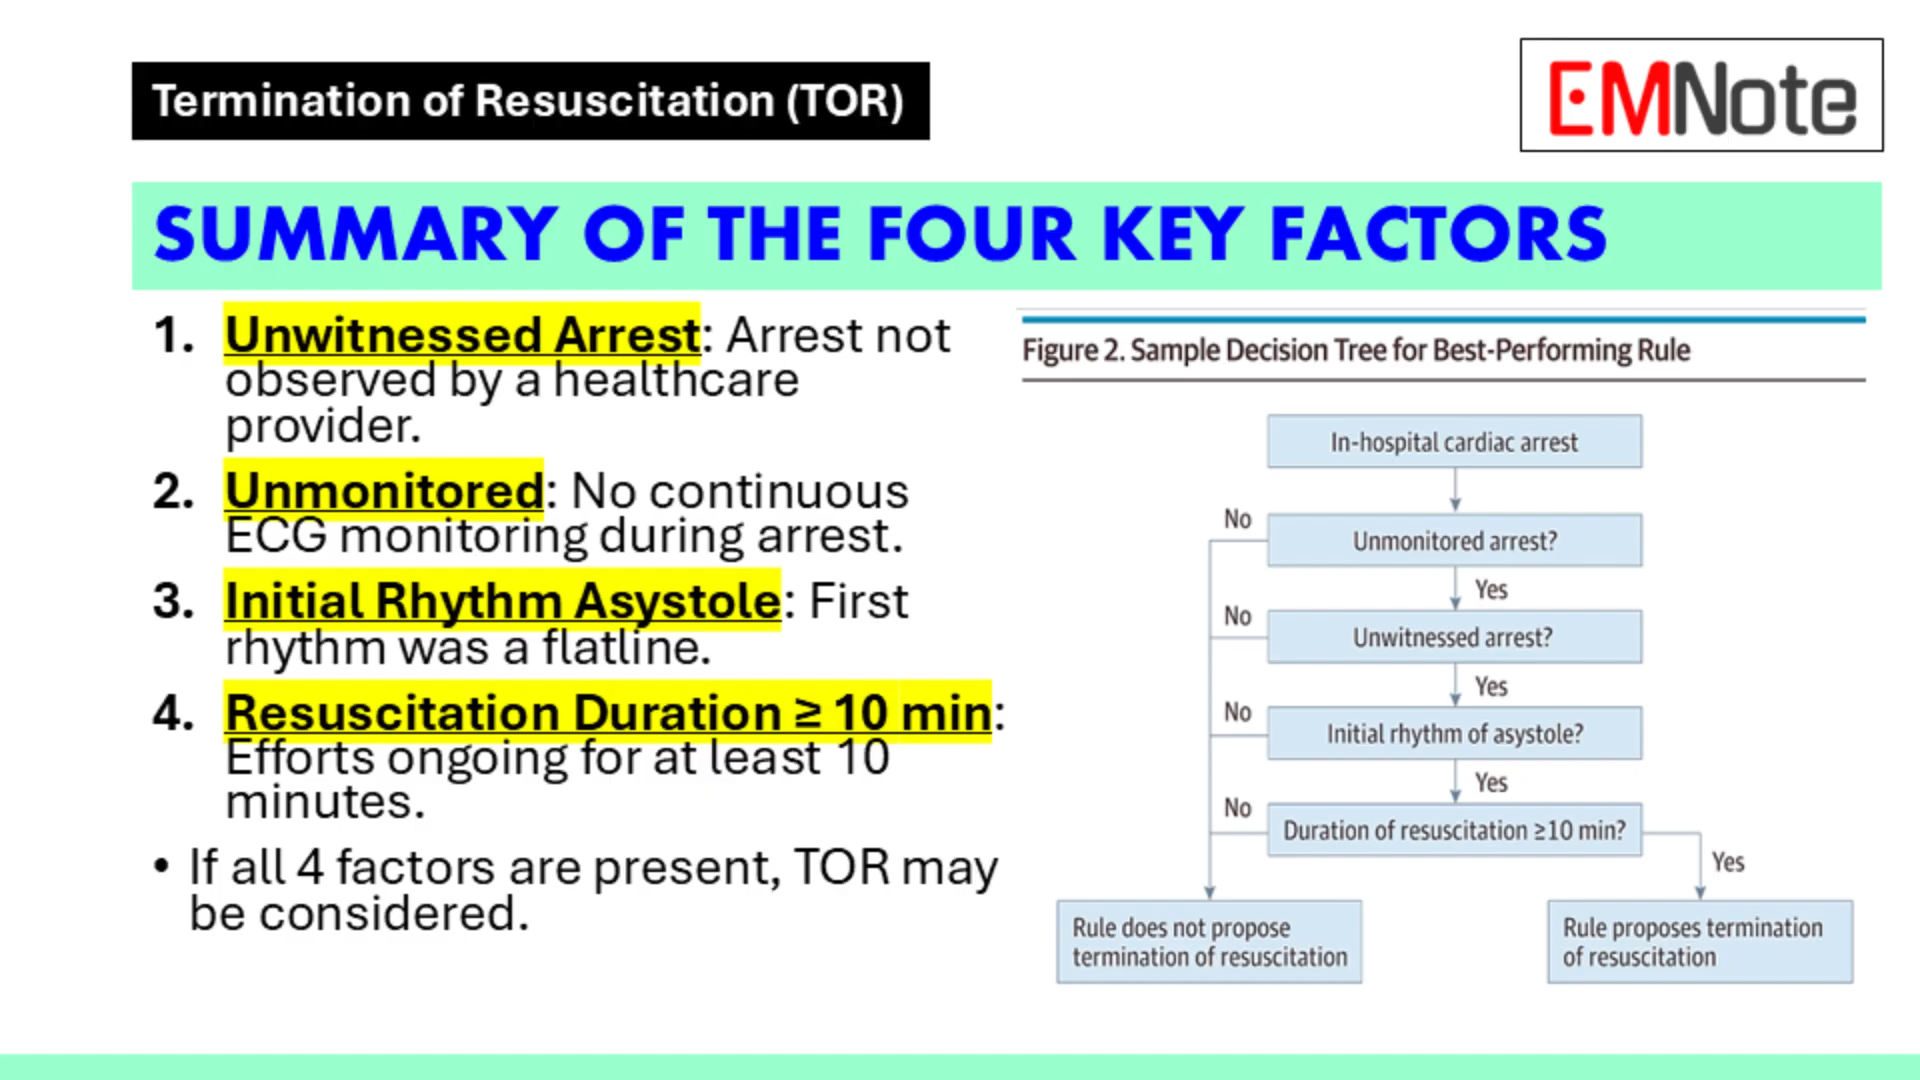 Termination of Resuscitation (TOR)
EMNote
SUMMARY OF THE FOUR KEY FACTORS
1. Unwitnessed Arrest: Arrest not
observed by a healthcare
provider.
2. Unmonitored: No continuous
ECG monitoring during arrest.
3. Initial Rhythm Asystole: First
rhythm was a flatline.
4. Resuscitation Duration ≥ 10 min:
Efforts ongoing for at least 10
minutes.
• If all 4 factors are present, TOR may
be considered.
Figure 2. Sample Decision Tree for Best-Performing Rule
In-hospital cardiac arrest
No
Unmonitored arrest?
Yes
No
Unwitnessed arrest?
Yes
No
Initial rhythm of asystole?
Yes
No
Duration of resuscitation ≥10 min?
Yes
Rule does not propose
termination of resuscitation
Rule proposes termination
of resuscitation